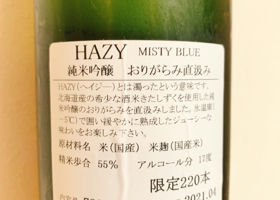 HAZY MISTY BLUE
純米吟醸 おりがらみ直汲み
HAZY(ヘイジー)とは濁ったという意味です。
北海道産の希少な酒米きたしずくを使用した純
米吟醸のおりがらみを直汲みしました。氷温庫(
-5℃)で囲い緩やかに熟成したジューシーな
味わいをお楽しみ下さい。
原材料名 米(国産) 米麹(国産米)
精米歩合 55% アルコール分 17度
限定220本
2021.04